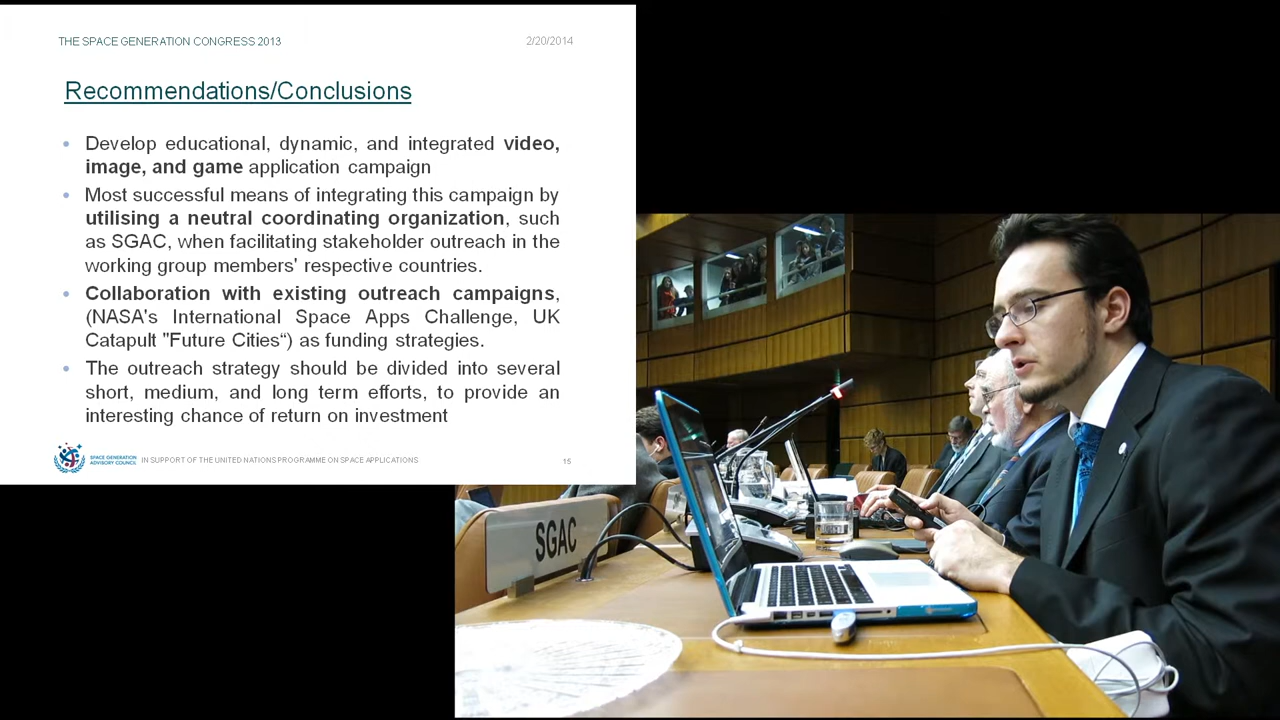 THE SPACE GENERATION CONGRESS 2013
2/20/2014
Recommendations/Conclusions
• Develop educational, dynamic, and integrated video,
image, and game application campaign
• Most successful means of integrating this campaign by
utilising a neutral coordinating organization, such
as SGAC, when facilitating stakeholder outreach in the
working group members' respective countries.
• Collaboration with existing outreach campaigns,
(NASA's International Space Apps Challenge, UK
Catapult "Future Cities“) as funding strategies.
• The outreach strategy should be divided into several
short, medium, and long term efforts, to provide an
interesting chance of return on investment
SPACE GENERATION
ADVISORY COUNCIL
IN SUPPORT OF THE UNITED NATIONS PROGRAMME ON SPACE APPLICATIONS
15
SGAC